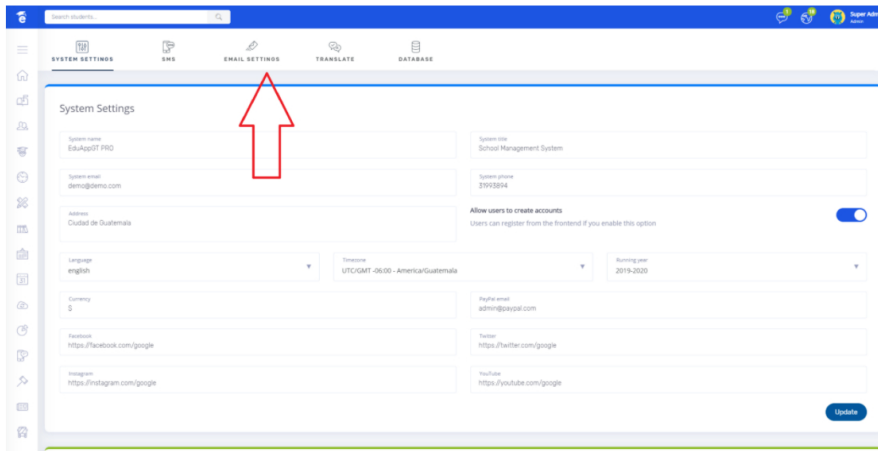 Search students...
1
18
Super Adm
Admin
SYSTEM SETTINGS
SMS
EMAIL SETTINGS
TRANSLATE
DATABASE
System Settings
System name
EduAppGT PRO
System title
School Management System
System email
demo@demo.com
System phone
31993894
Address
Ciudad de Guatemala
Allow users to create accounts
Users can register from the frontend if you enable this option
Language
english
Timezone
UTC/GMT -06:00 - America/Guatemala
Running year
2019-2020
Currency
$
PayPal email
admin@paypal.com
Facebook
https://facebook.com/google
Twitter
https://twitter.com/google
Instagram
https://instagram.com/google
YouTube
https://youtube.com/google
Update